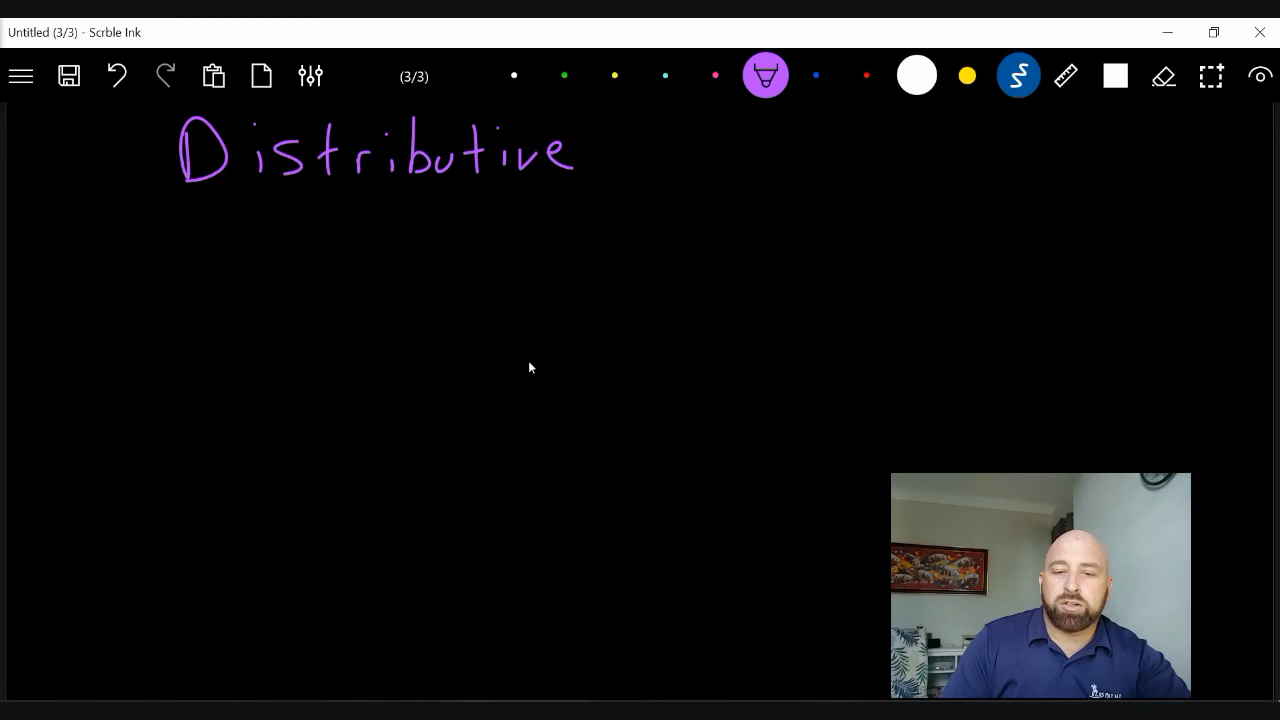 Untitled (3/3) - Scrble Ink
(3/3)
Distributive